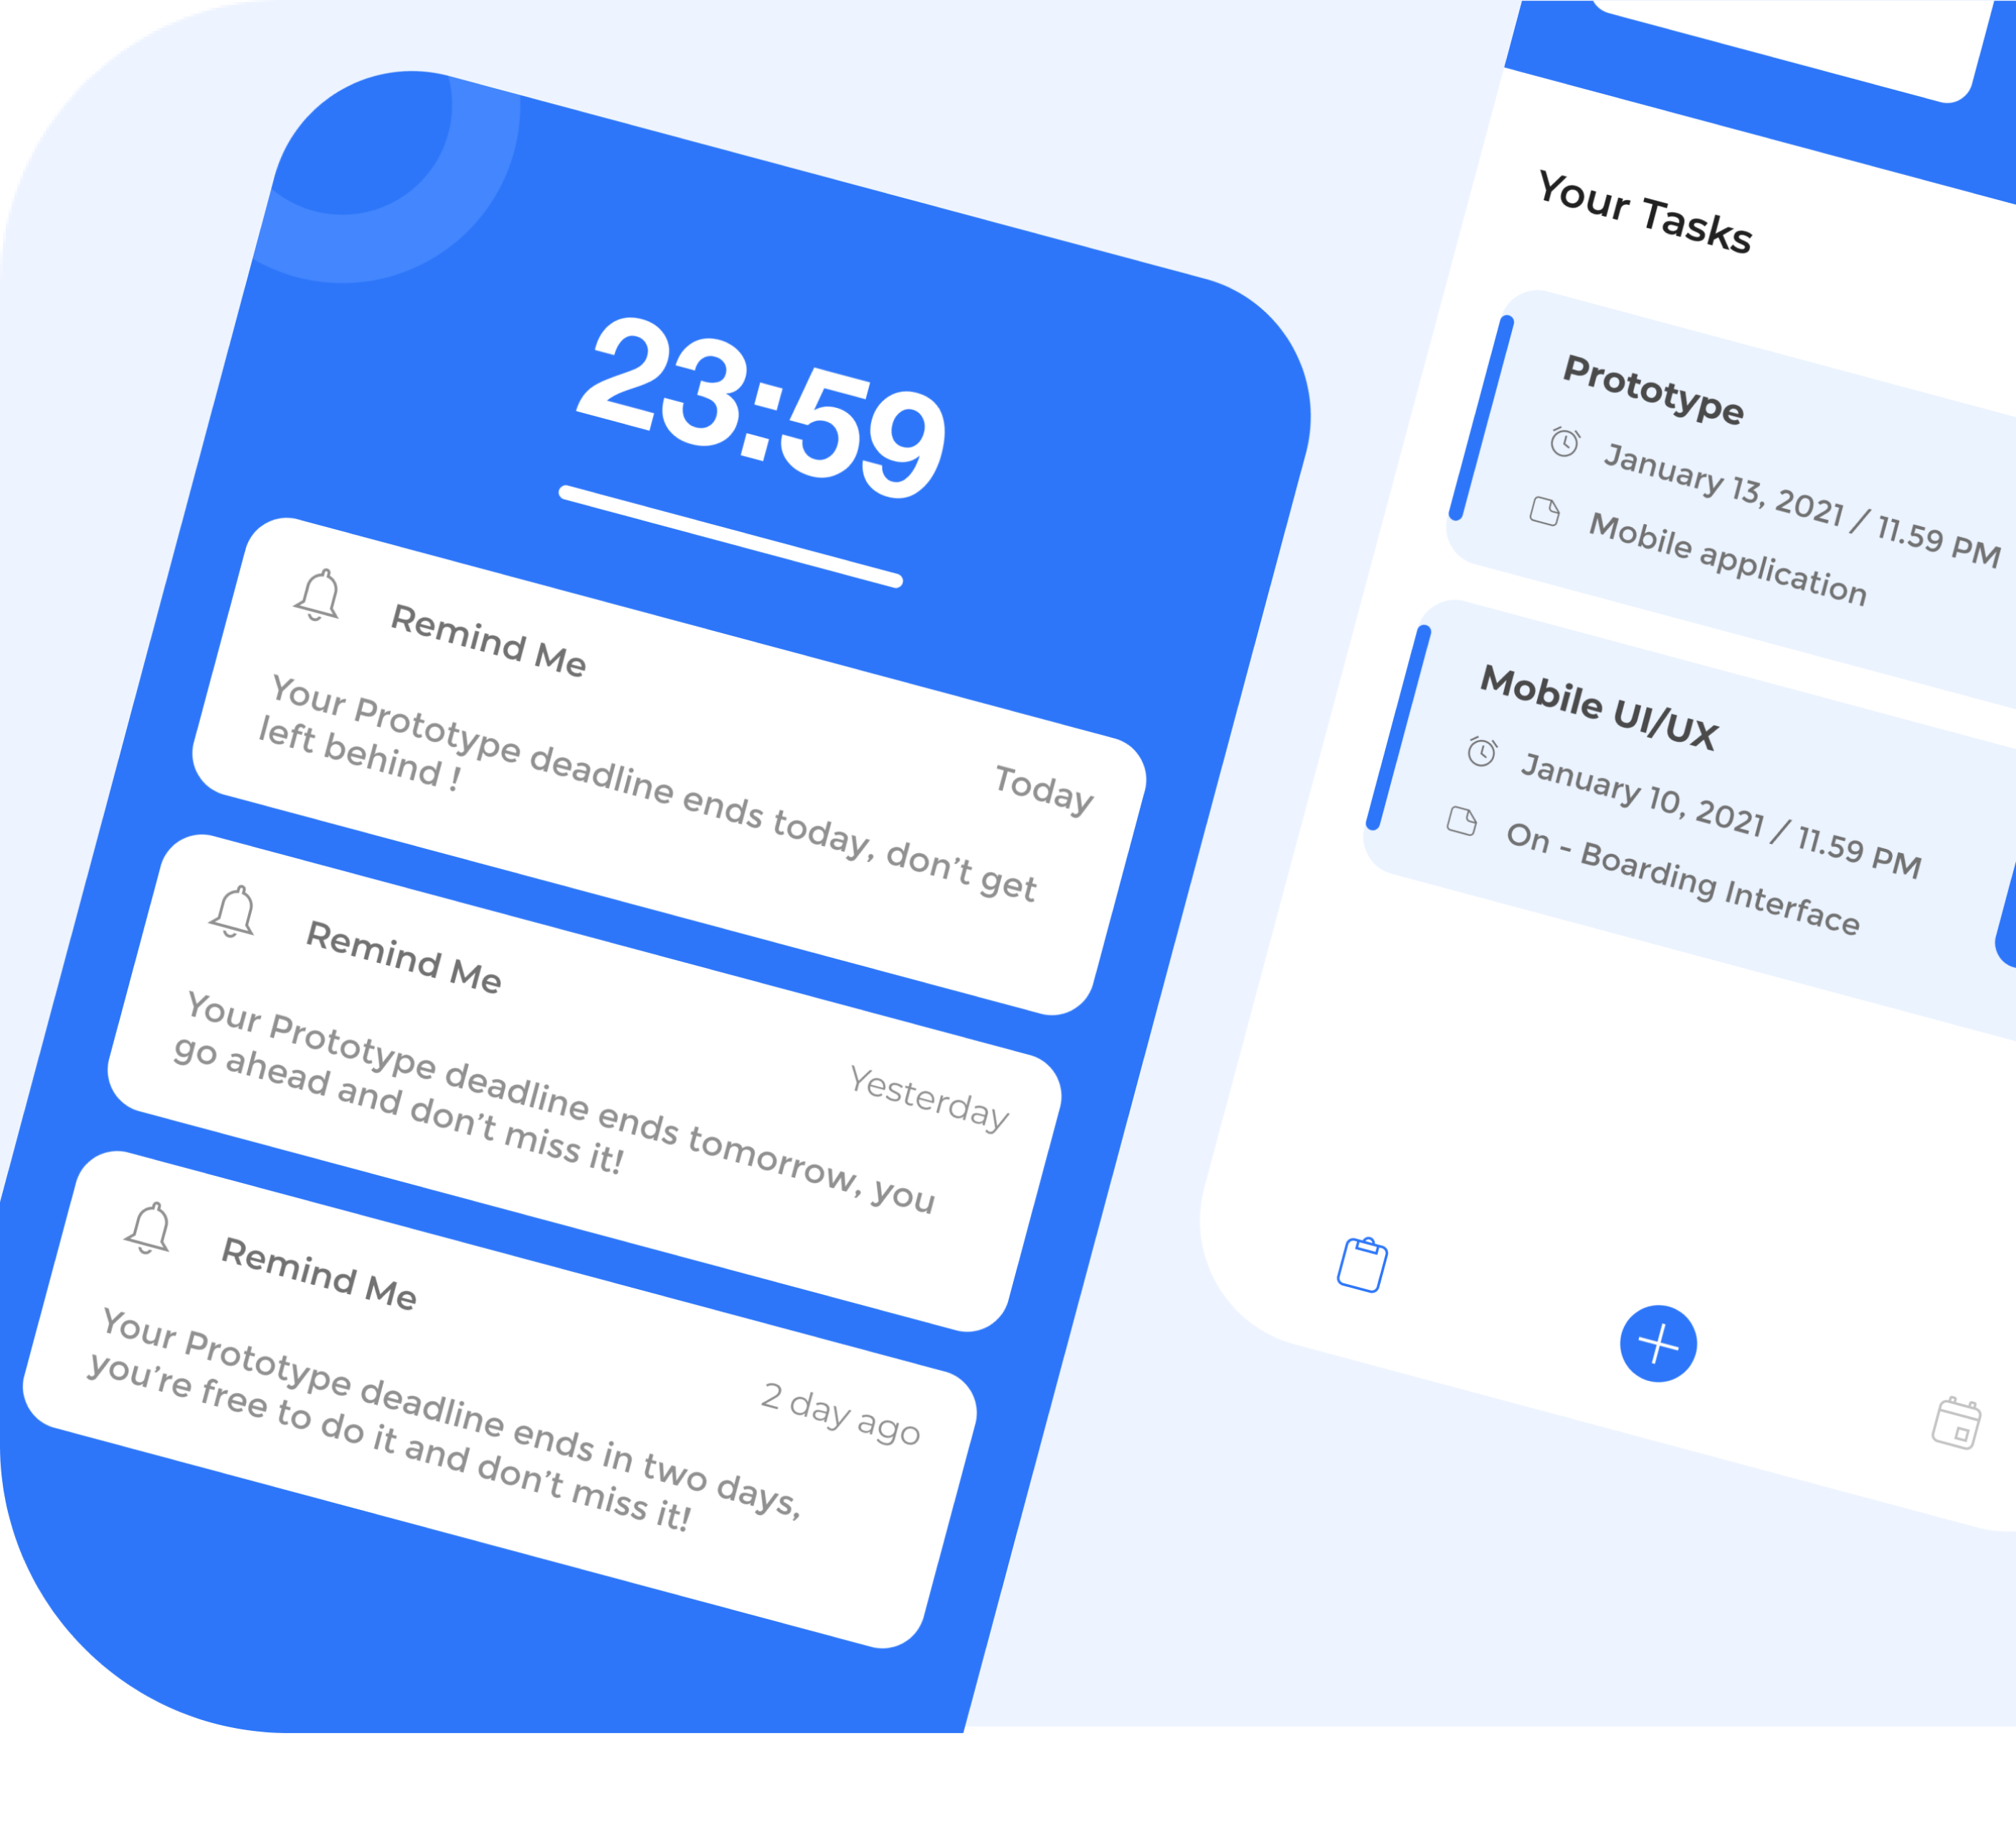 23:59
Remind Me
Today
Your Prototype deadline ends today, don't get
left behind !
Remind Me
Yesterday
Your Prototype deadline ends tomorrow, you
go ahead and don't miss it!
Remind Me
2 day ago
Your Prototype deadline ends in two days,
you're free to do it and don't miss it!
Your Tasks
Prototype
January 13, 2021 / 11.59 PM
Mobile application
Mobile UI/UX
January 10, 2021 / 11.59 PM
On - Boarding Interface